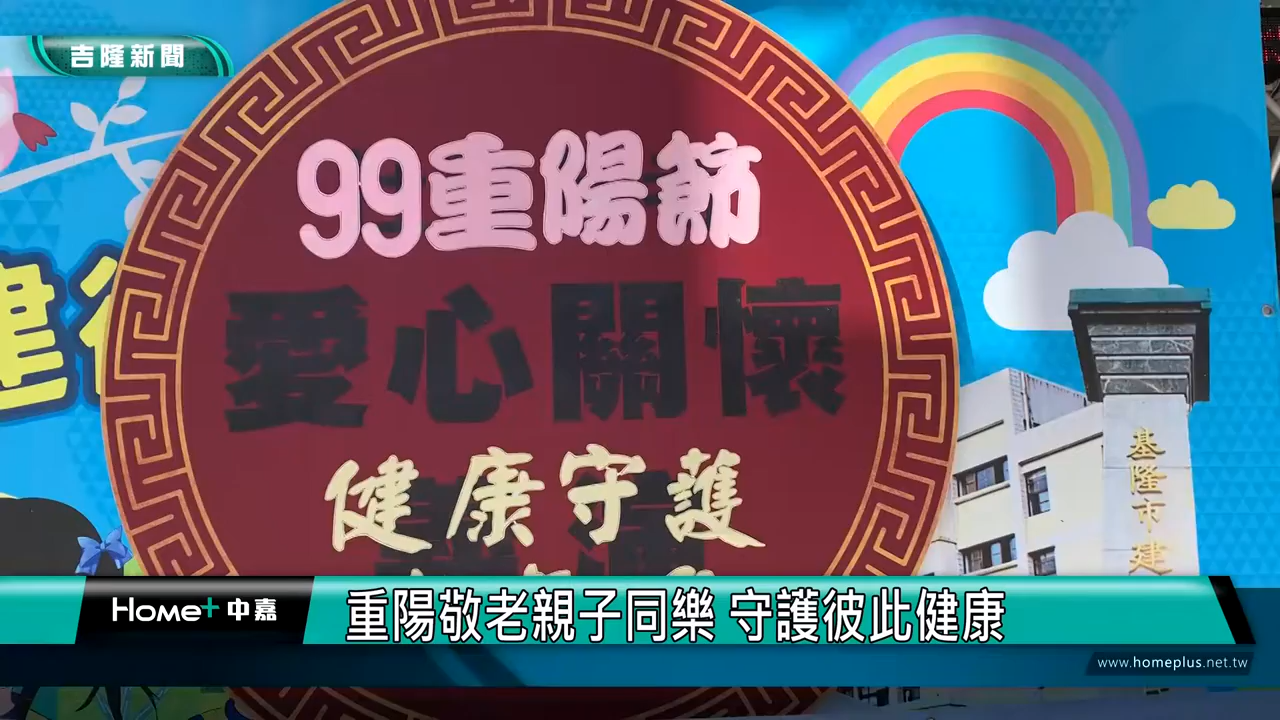 吉隆新聞
99重陽節
愛心關懷
健康守護
基隆市建
Home+中嘉
重陽敬老親子同樂 守護彼此健康
www.homeplus.net.tw